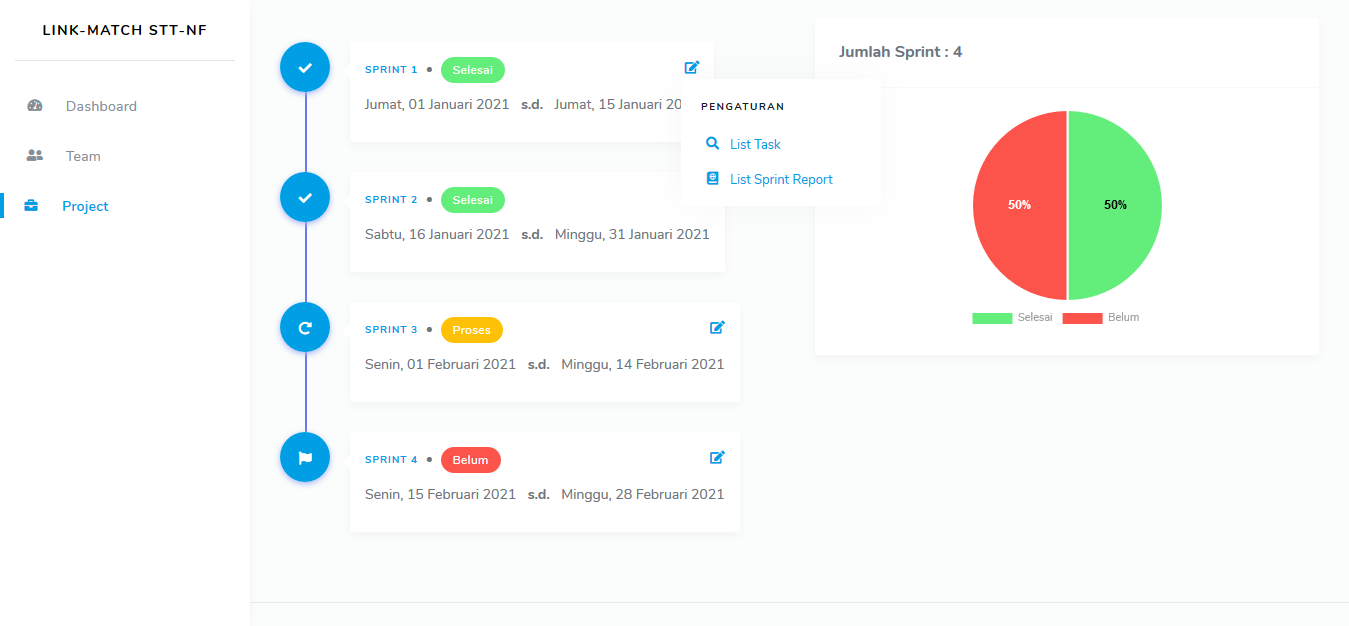 LINK-MATCH STT-NF
Dashboard
Team
Project
SPRINT 1 • Selesai
Jumat, 01 Januari 2021 s.d. Jumat, 15 Januari 20
PENGATURAN
List Task
List Sprint Report
SPRINT 2 • Selesai
Sabtu, 16 Januari 2021 s.d. Minggu, 31 Januari 2021
SPRINT 3 • Proses
Senin, 01 Februari 2021 s.d. Minggu, 14 Februari 2021
SPRINT 4 • Belum
Senin, 15 Februari 2021 s.d. Minggu, 28 Februari 2021
Jumlah Sprint : 4
50% 50%
Selesai Belum